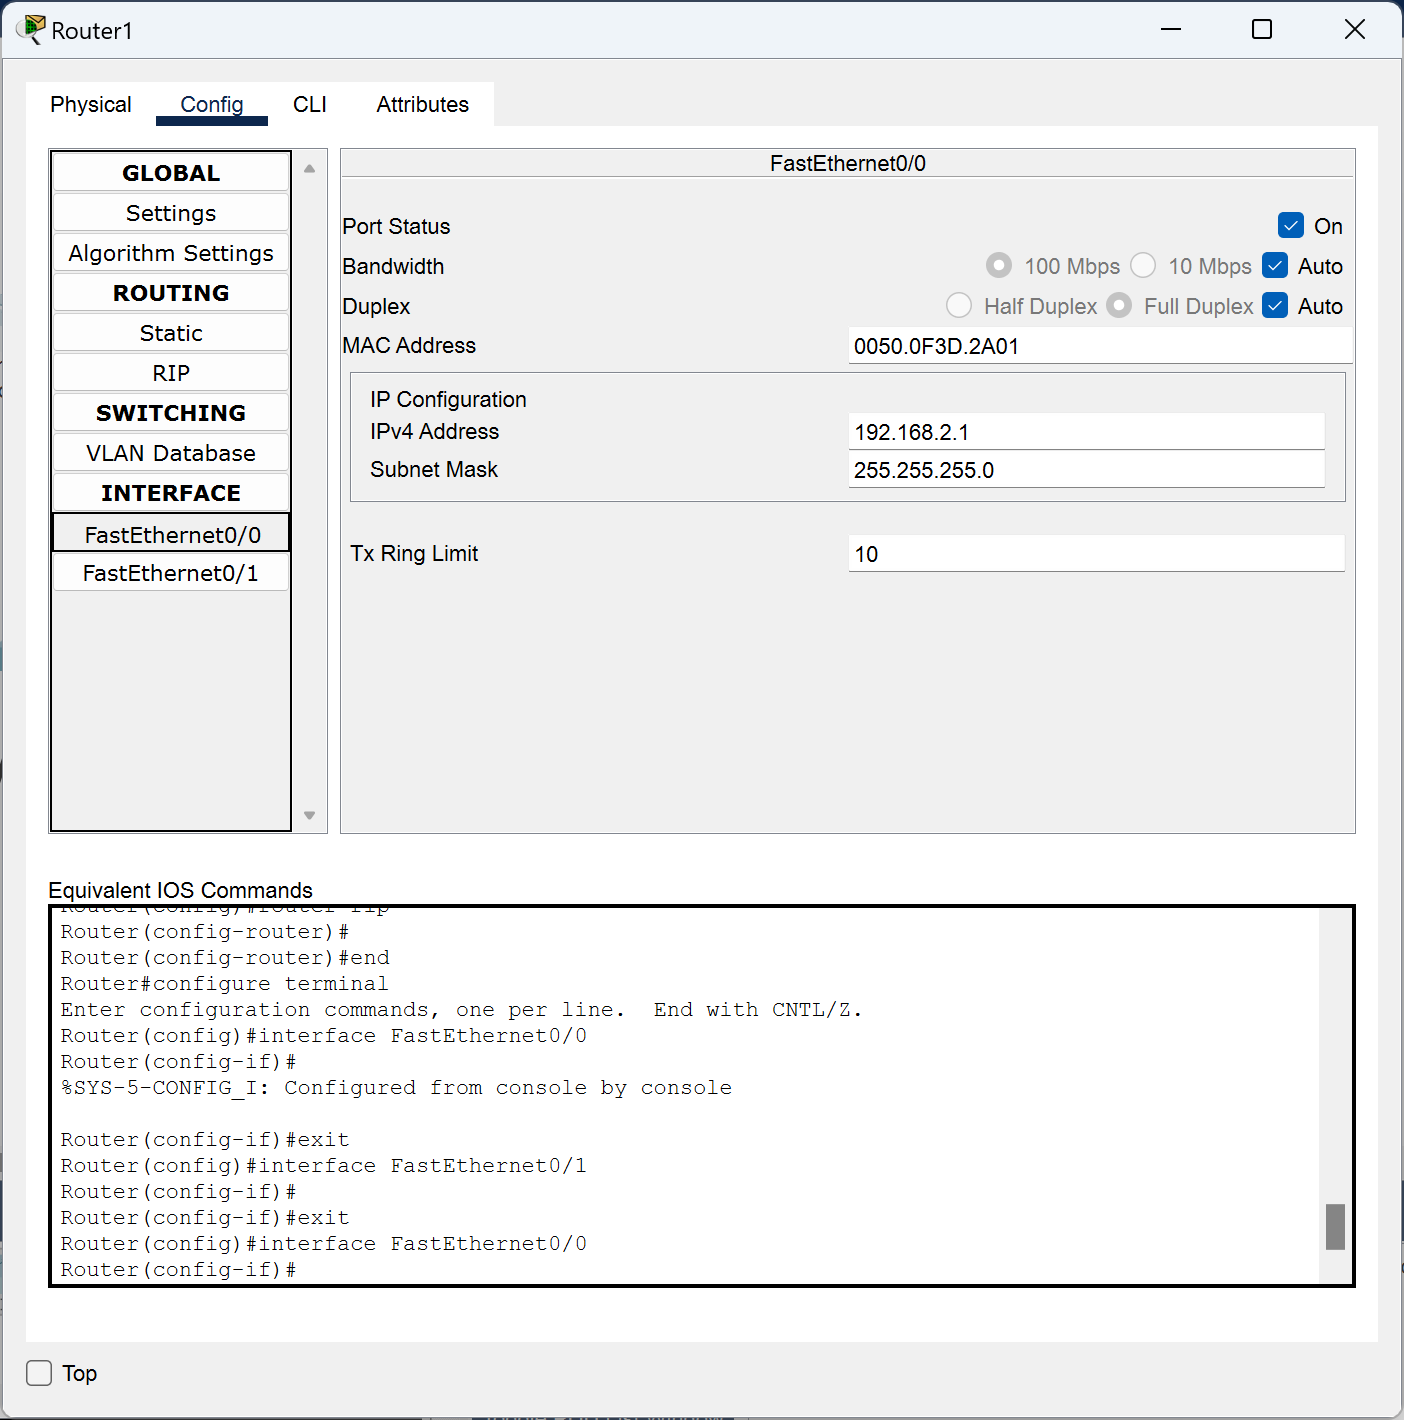 Router1
Physical Config CLI Attributes
GLOBAL
Settings
Algorithm Settings
ROUTING
Static
RIP
SWITCHING
VLAN Database
INTERFACE
FastEthernet0/0
FastEthernet0/1
FastEthernet0/0
Port Status On
Bandwidth 100 Mbps 10 Mbps Auto
Duplex Half Duplex Full Duplex Auto
MAC Address 0050.0F3D.2A01
IP Configuration
IPv4 Address 192.168.2.1
Subnet Mask 255.255.255.0
Tx Ring Limit 10
Equivalent IOS Commands
Router(config)#router rip
Router(config-router)#
Router(config-router)#end
Router#configure terminal
Enter configuration commands, one per line.  End with CNTL/Z.
Router(config)#interface FastEthernet0/0
Router(config-if)#
%SYS-5-CONFIG_I: Configured from console by console
Router(config-if)#exit
Router(config)#interface FastEthernet0/1
Router(config-if)#
Router(config-if)#exit
Router(config)#interface FastEthernet0/0
Router(config-if)#
Top